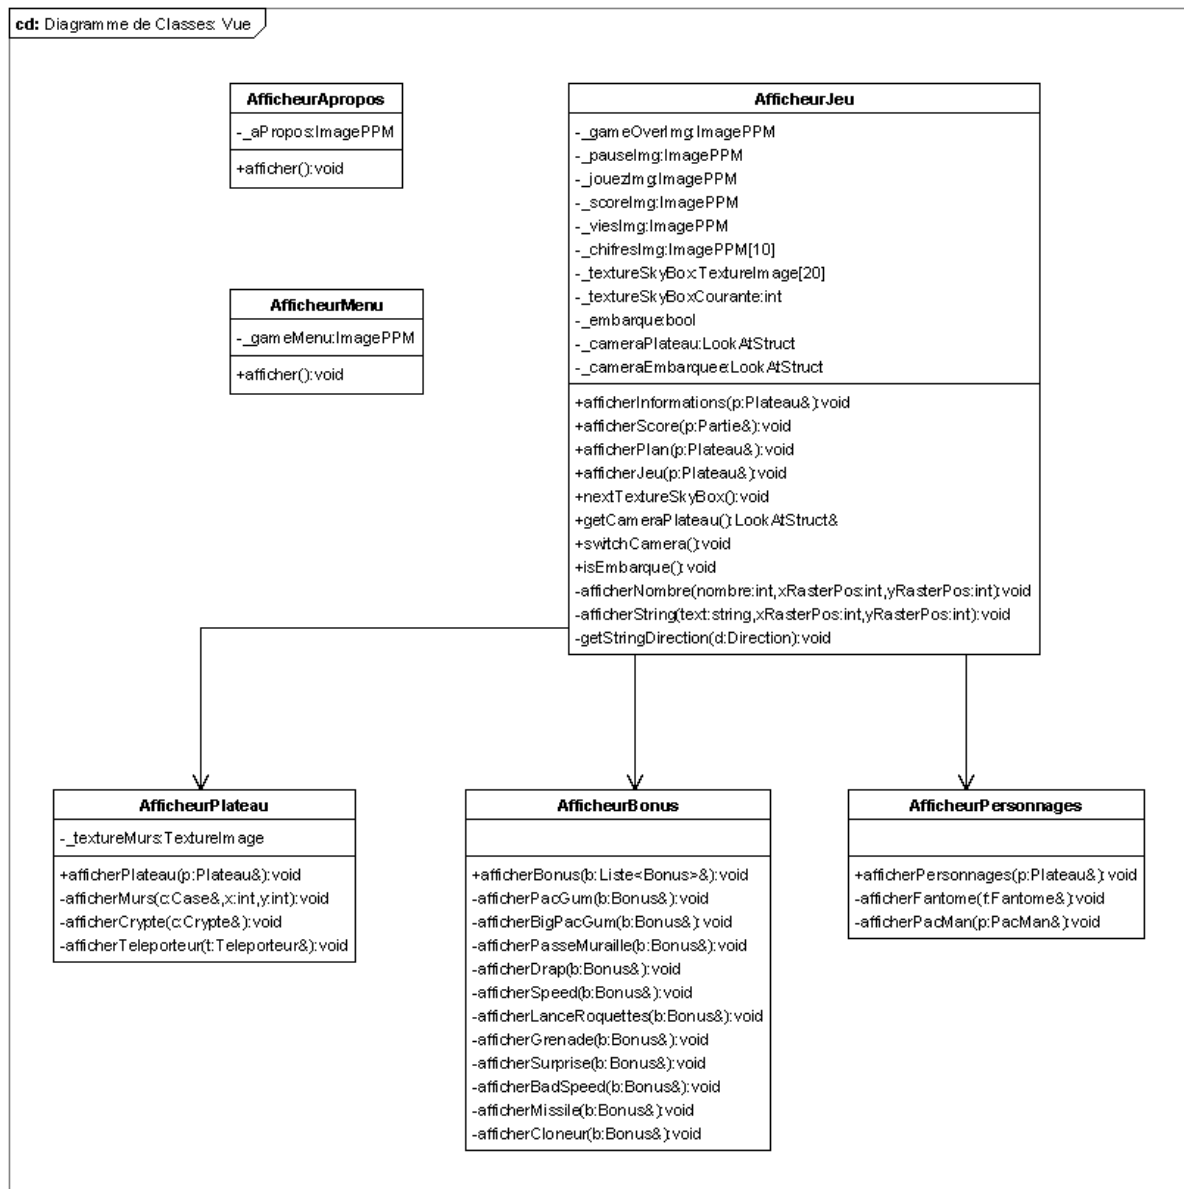 cd: Diagramme de Classes: Vue
AfficheurApropos
-_aPropos:ImagePPM
+afficher():void
AfficheurMenu
-_gameMenu:ImagePPM
+afficher():void
AfficheurJeu
-_gameOverImg:ImagePPM
-_pauseImg:ImagePPM
-_jouezImg:ImagePPM
-_scoreImg:ImagePPM
-_viesImg:ImagePPM
-_chifresImg:ImagePPM[10]
-_textureSkyBox:TextureImage[20]
-_textureSkyBoxCourante:int
-_embarque:bool
-_cameraPlateau:LookAtStruct
-_cameraEmbarquee:LookAtStruct
+afficherInformations(p:Plateau&):void
+afficherScore(p:Partie&):void
+afficherPlan(p:Plateau&):void
+afficherJeu(p:Plateau&):void
+nextTextureSkyBox():void
+getCameraPlateau():LookAtStruct&
+switchCamera():void
+isEmbarque():void
-afficherNombre(nombre:int,xRasterPos:int,yRasterPos:int):void
-afficherString(text:string,xRasterPos:int,yRasterPos:int):void
-getStringDirection(d:Direction):void
AfficheurPlateau
-_textureMurs:TextureImage
+afficherPlateau(p:Plateau&):void
-afficherMurs(c:Case&,x:int,y:int):void
-afficherCrypte(c:Crypte&):void
-afficherTeleporteur(t:Teleporteur&):void
AfficheurBonus
+afficherBonus(b:Liste<Bonus>&):void
-afficherPacGum(b:Bonus&):void
-afficherBigPacGum(b:Bonus&):void
-afficherPasseMuraille(b:Bonus&):void
-afficherDrap(b:Bonus&):void
-afficherSpeed(b:Bonus&):void
-afficherLanceRoquettes(b:Bonus&):void
-afficherGrenade(b:Bonus&):void
-afficherSurprise(b:Bonus&):void
-afficherBadSpeed(b:Bonus&):void
-afficherMissile(b:Bonus&):void
-afficherCloneur(b:Bonus&):void
AfficheurPersonnages
+afficherPersonnages(p:Plateau&):void
-afficherFantome(f:Fantome&):void
-afficherPacMan(p:PacMan&):void